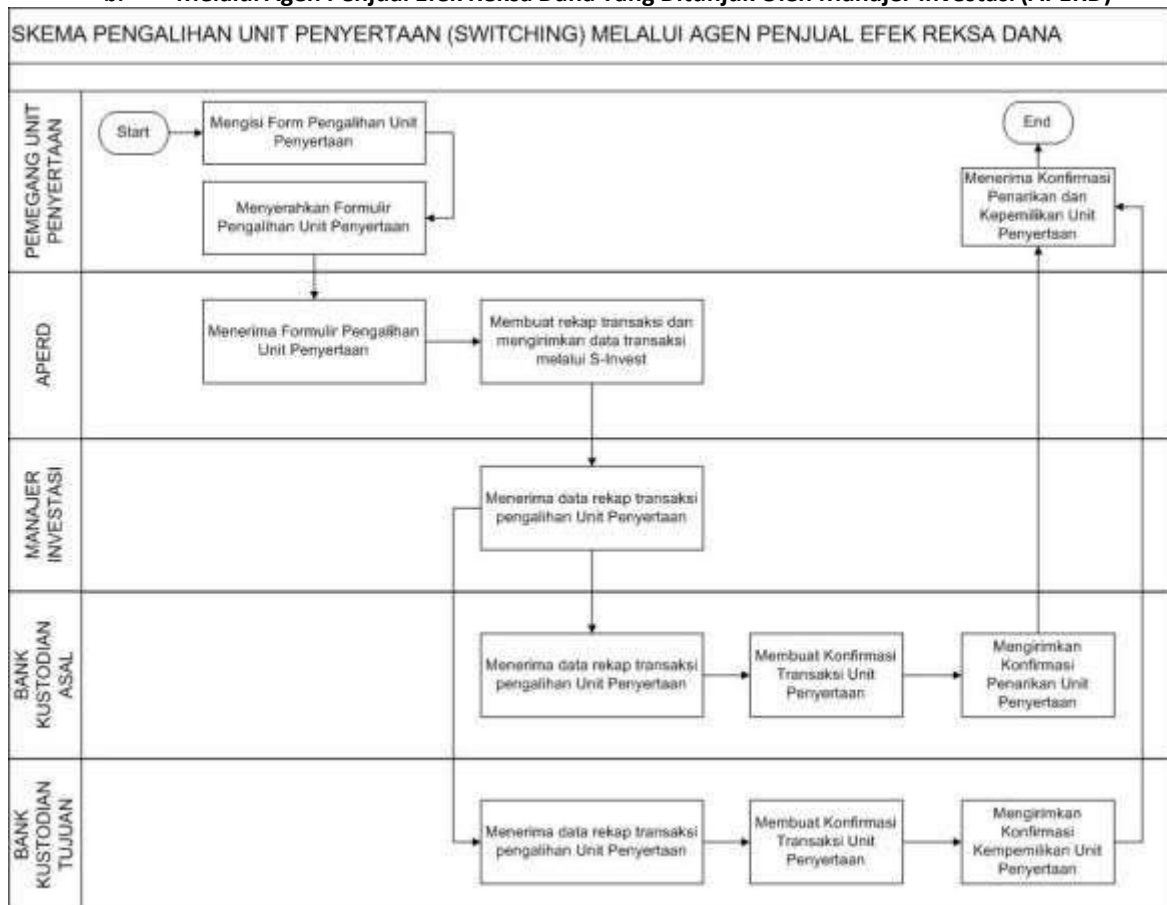 b. Melalui Agen Penjual Efek Reksa Dana Yang Ditunjuk Oleh Manajer Investasi (APERD)
SKEMA PENGALIHAN UNIT PENYERTAAN (SWITCHING) MELALUI AGEN PENJUAL EFEK REKSA DANA
PEMEGANG UNIT
PENYERTAAN
Start
Mengisi Form Pengalihan Unit
Penyertaan
End
Menyerahkan Formulir
Pengalihan Unit Penyertaan
Menerima Konfirmasi
Penarikan dan
Kepemilikan Unit
Penyertaan
APERD
Menerima Formulir Pengalihan
Unit Penyertaan
Membuat rekap transaksi dan
mengirimkan data transaksi
melalui S-Invest
MANAJER
INVESTASI
Menerima data rekap transaksi
pengalihan Unit Penyertaan
BANK
KUSTODIAN
ASAL
Menerima data rekap transaksi
pengalihan Unit Penyertaan
Membuat Konfirmasi
Transaksi Unit
Penyertaan
Mengirimkan
Konfirmasi
Penarikan Unit
Penyertaan
BANK
KUSTODIAN
TUJUAN
Menerima data rekap transaksi
pengalihan Unit Penyertaan
Membuat Konfirmasi
Transaksi Unit
Penyertaan
Mengirimkan
Konfirmasi
Kempemilikan Unit
Penyertaan